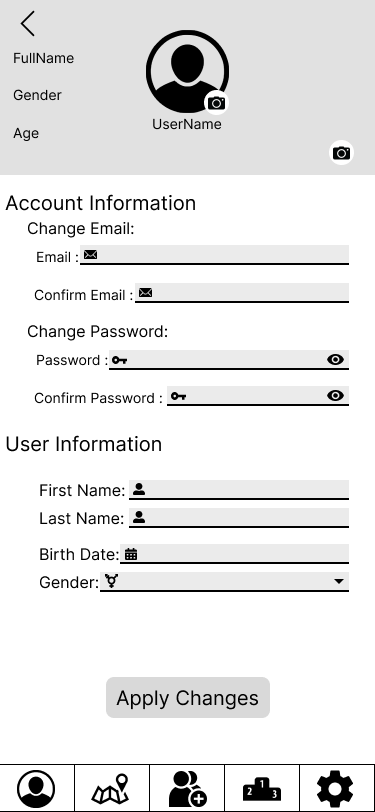 FullName
Gender
Age
UserName
Account Information
Change Email:
Email :
Confirm Email :
Change Password:
Password :
Confirm Password :
User Information
First Name:
Last Name:
Birth Date:
Gender:
Apply Changes
2 1 3